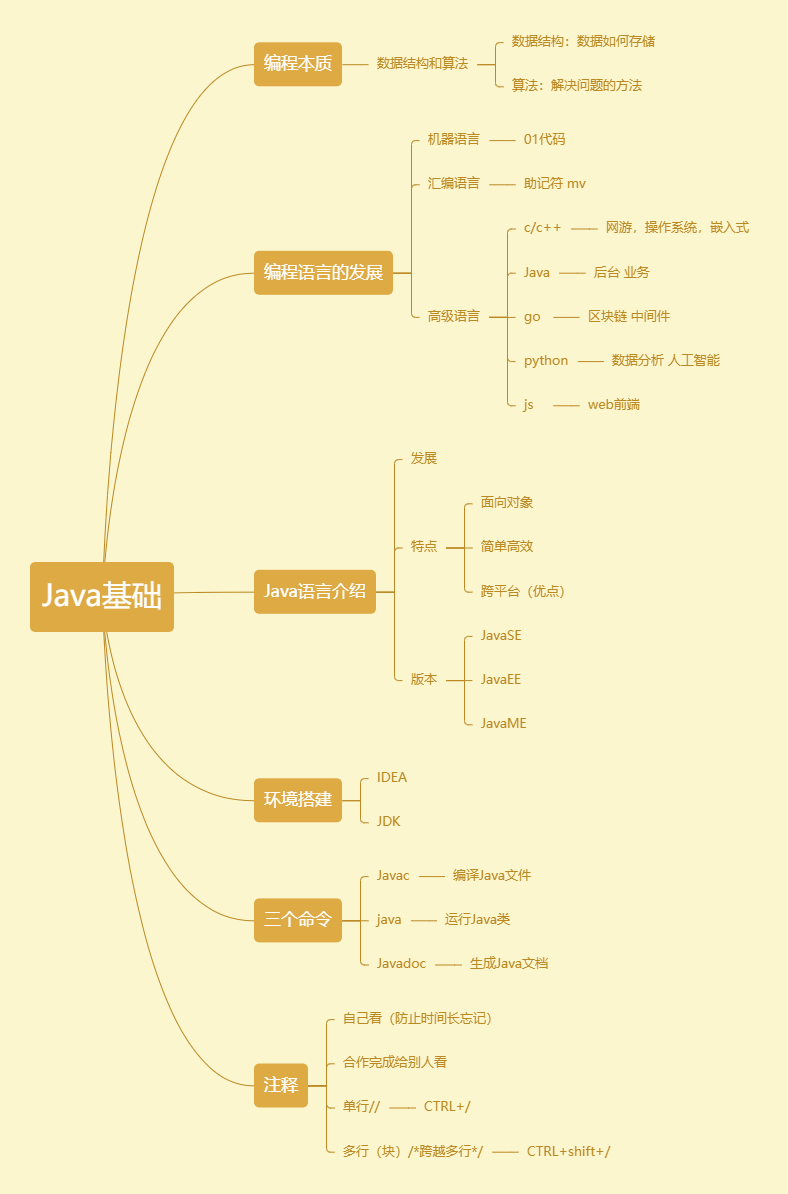 Java基础
编程本质
数据结构和算法
数据结构：数据如何存储
算法：解决问题的方法
编程语言的发展
机器语言
01代码
汇编语言
助记符 mv
高级语言
c/c++
网游，操作系统，嵌入式
Java
后台 业务
go
区块链 中间件
python
数据分析 人工智能
js
web前端
Java语言介绍
发展
特点
面向对象
简单高效
跨平台（优点）
版本
JavaSE
JavaEE
JavaME
环境搭建
IDEA
JDK
三个命令
Javac
编译Java文件
java
运行Java类
Javadoc
生成Java文档
注释
自己看（防止时间长忘记）
合作完成给别人看
单行//
CTRL+/
多行（块）/*跨越多行*/
CTRL+shift+/